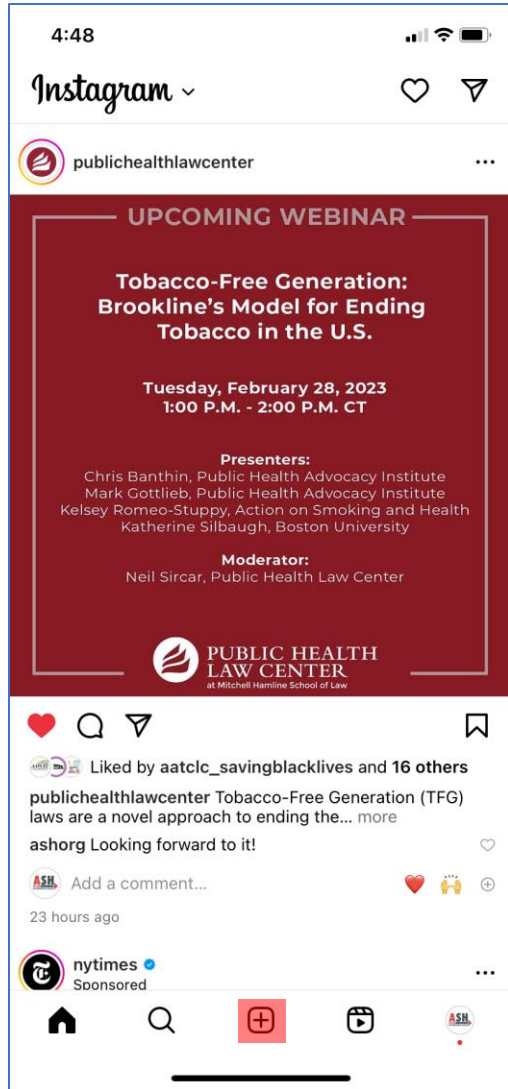 4:48
Instagram
publichealthlawcenter
UPCOMING WEBINAR
Tobacco-Free Generation:
Brookline's Model for Ending
Tobacco in the U.S.
Tuesday, February 28, 2023
1:00 P.M. - 2:00 P.M. CT
Presenters:
Chris Banthin, Public Health Advocacy Institute
Mark Gottlieb, Public Health Advocacy Institute
Kelsey Romeo-Stuppy, Action on Smoking and Health
Katherine Silbaugh, Boston University
Moderator:
Neil Sircar, Public Health Law Center
PUBLIC HEALTH
LAW CENTER
at Mitchell Hamline School of Law
Liked by aatclc_savingblacklives and 16 others
publichealthlawcenter Tobacco-Free Generation (TFG)
laws are a novel approach to ending the... more
ashorg Looking forward to it!
ASH. Add a comment...
23 hours ago
nytimes
Sponsored
ASH.